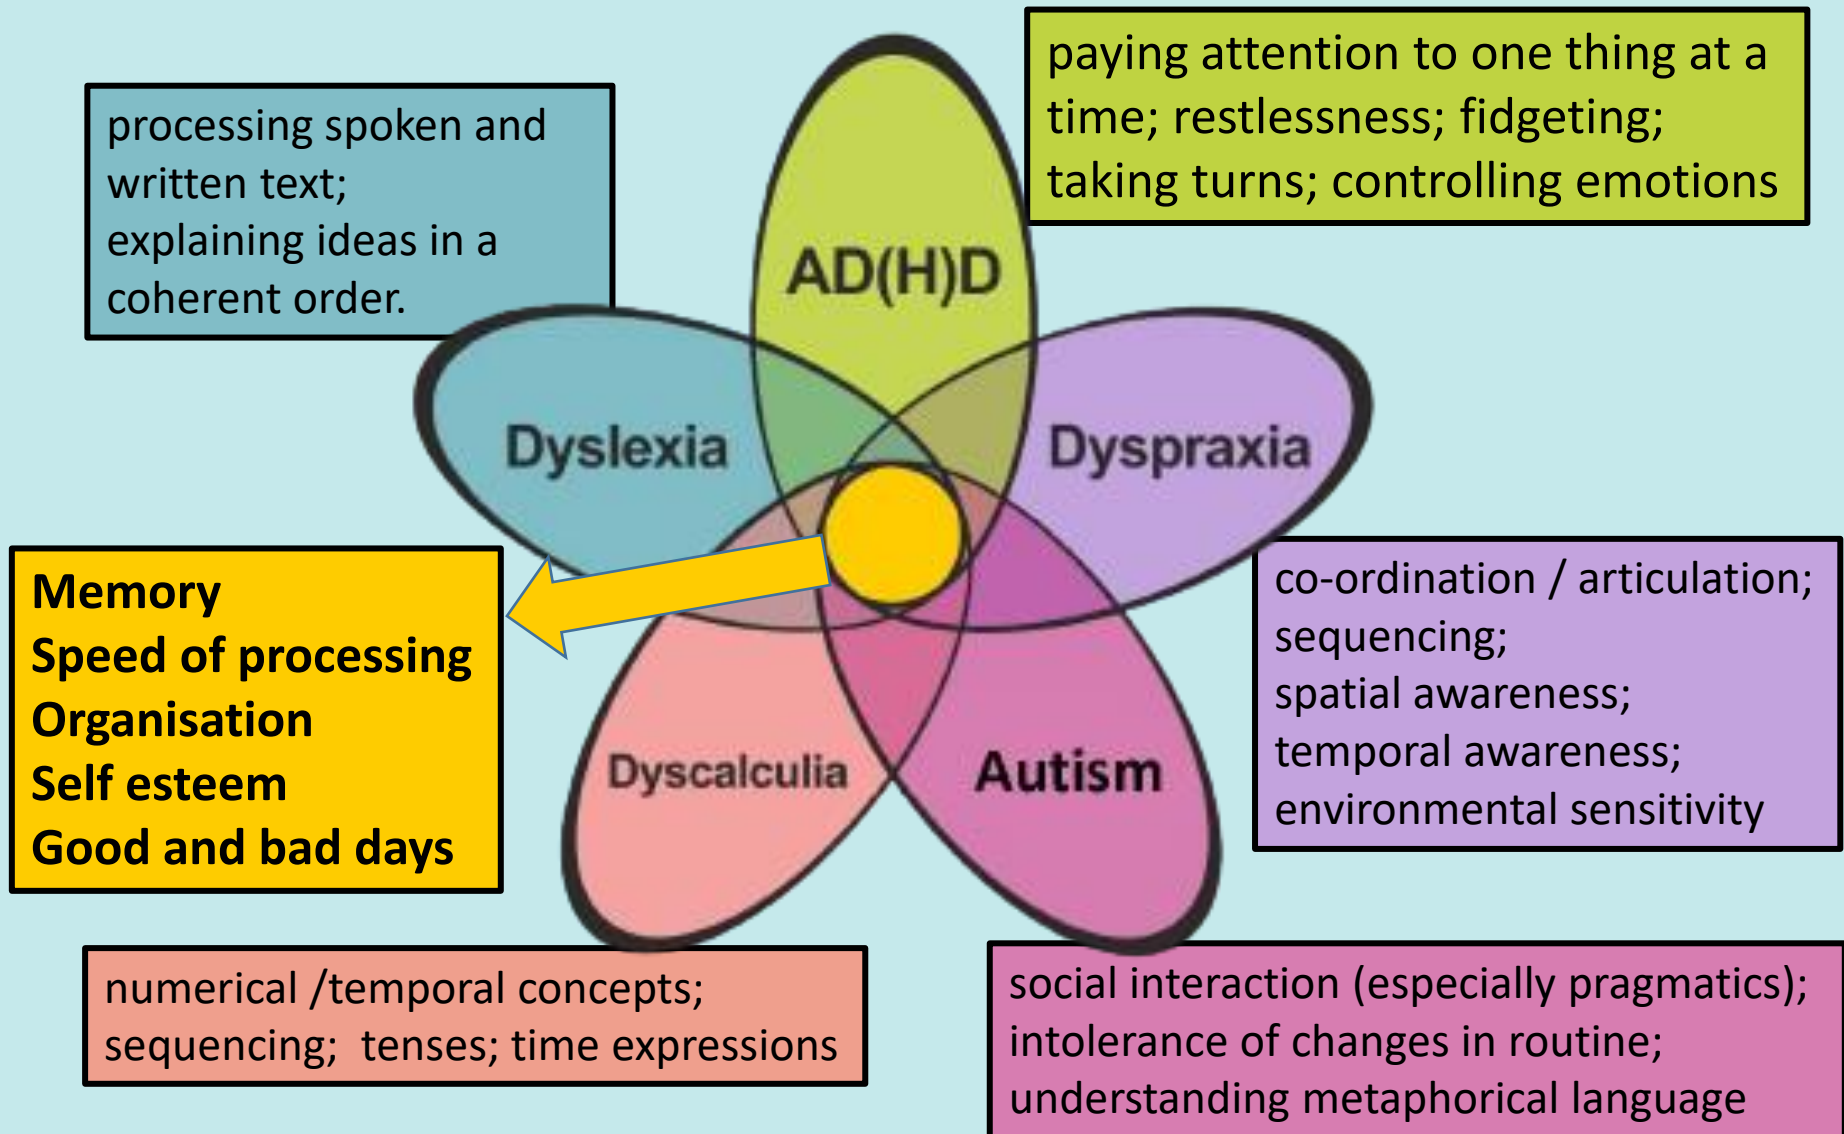 paying attention to one thing at a
time; restlessness; fidgeting;
taking turns; controlling emotions
processing spoken and
written text;
explaining ideas in a
coherent order.
AD(H)D
Dyslexia
Dyspraxia
Memory
Speed of processing
Organisation
Self esteem
Good and bad days
co-ordination / articulation;
sequencing;
spatial awareness;
temporal awareness;
environmental sensitivity
Dyscalculia
Autism
numerical /temporal concepts;
sequencing;  tenses; time expressions
social interaction (especially pragmatics);
intolerance of changes in routine;
understanding metaphorical language